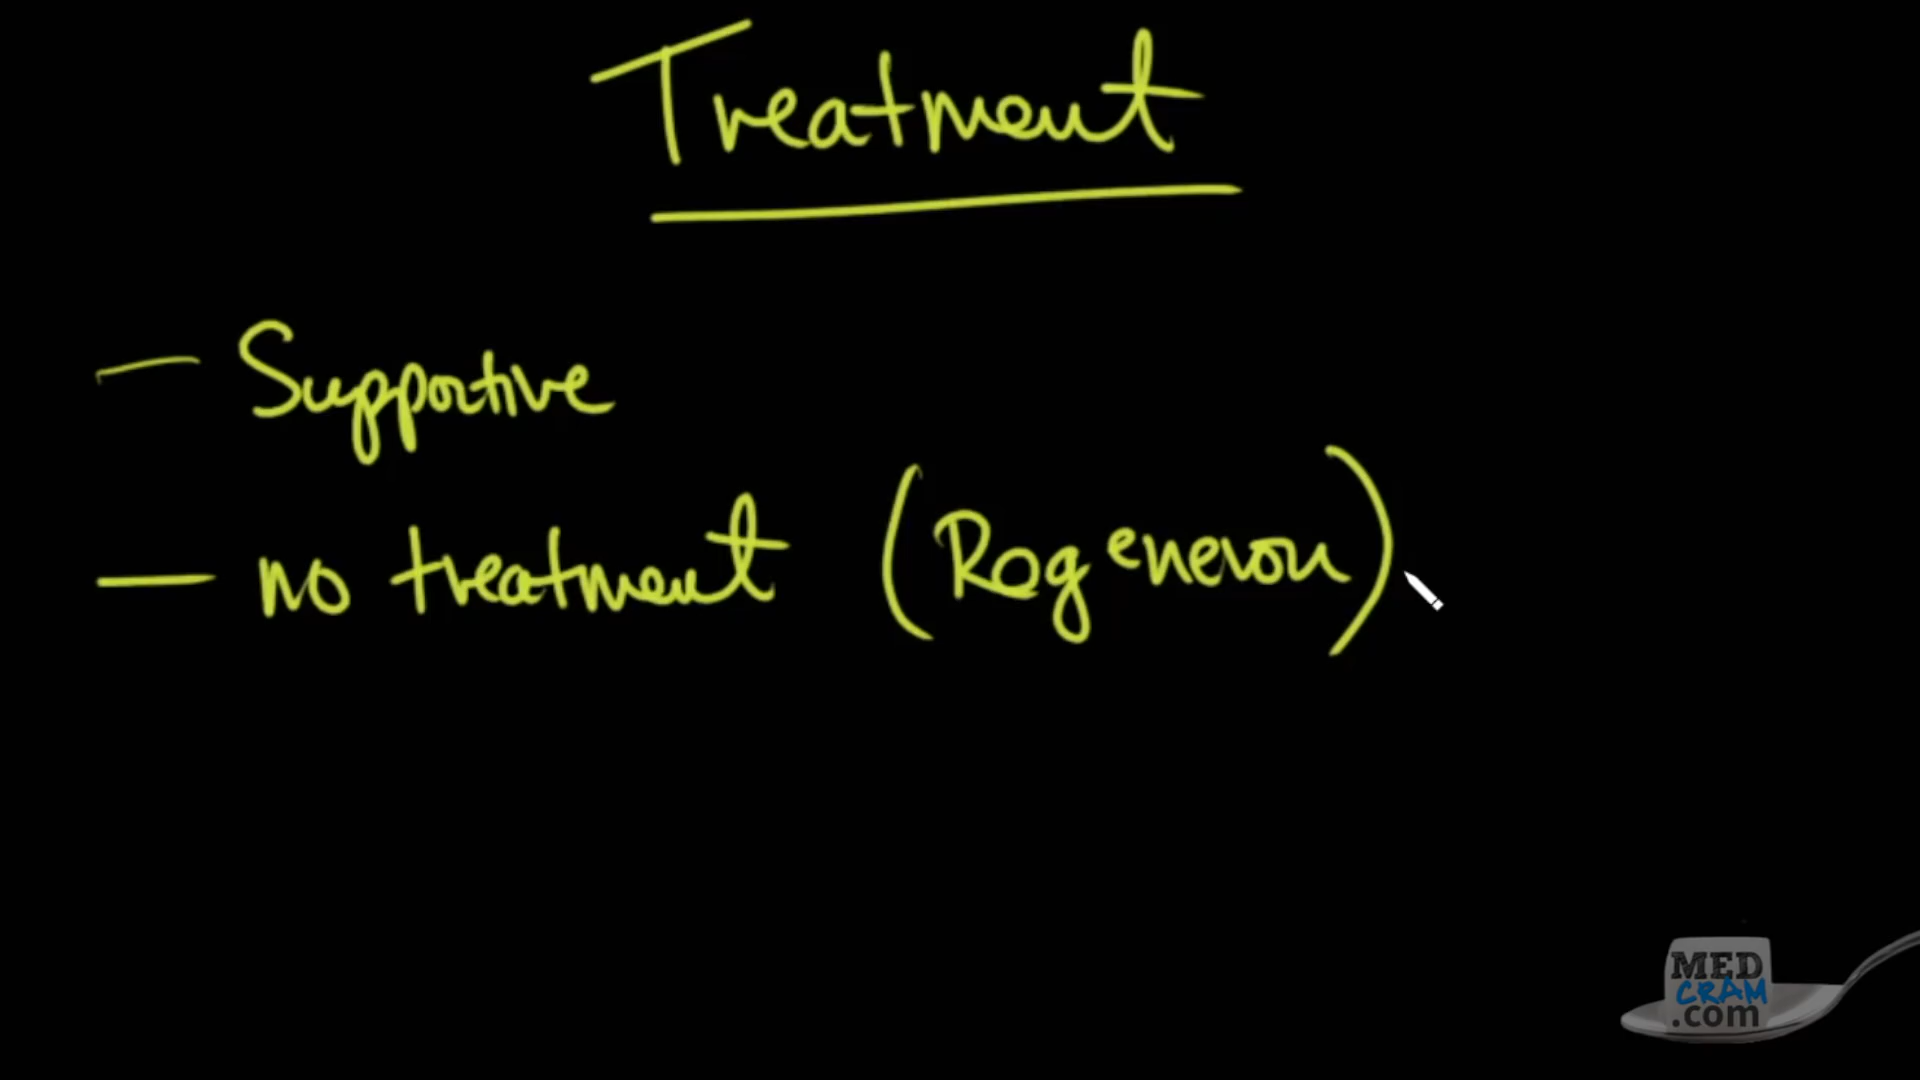 Treatment
— Supportive
— no treatment (Regeneron)
MED
CRAM
.com